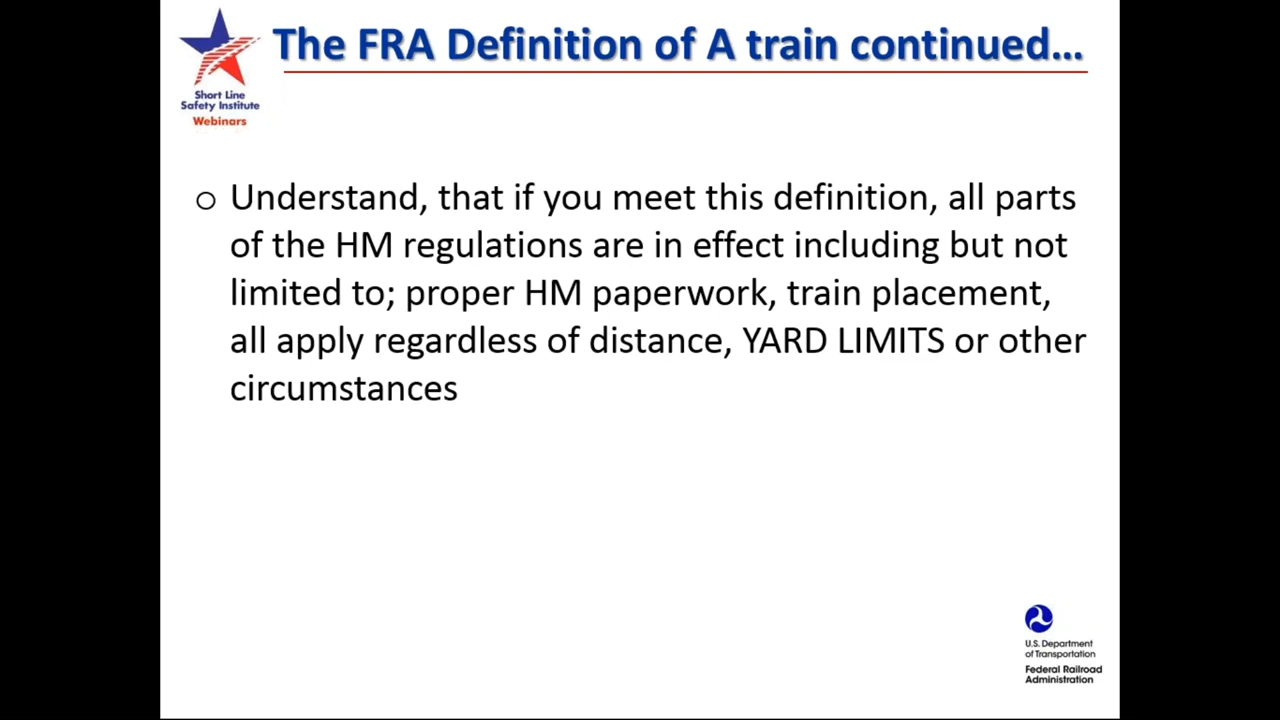 The FRA Definition of A train continued...
Short Line
Safety Institute
Webinars
○ Understand, that if you meet this definition, all parts
of the HM regulations are in effect including but not
limited to; proper HM paperwork, train placement,
all apply regardless of distance, YARD LIMITS or other
circumstances
U.S. Department
of Transportation
Federal Railroad
Administration